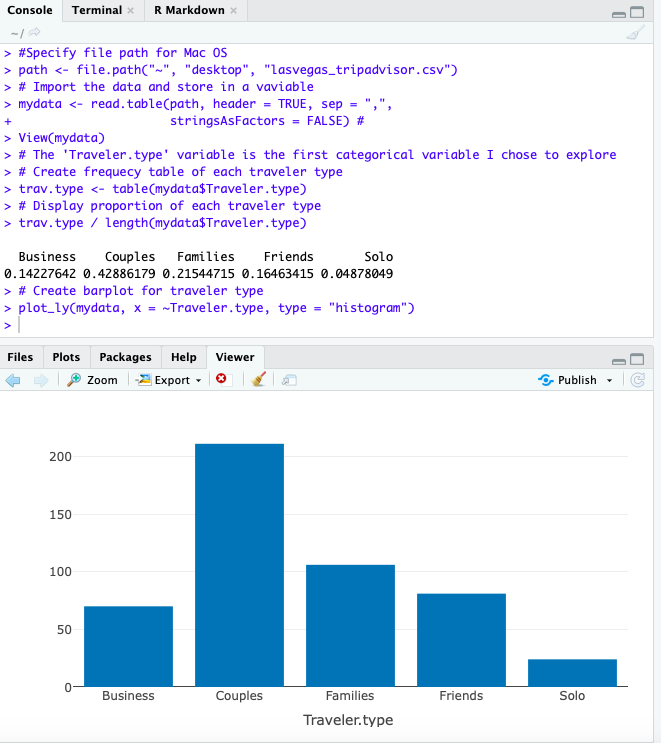 Console Terminal × R Markdown ×
~/
> #Specify file path for Mac OS
> path <- file.path("~", "desktop", "lasvegas_tripadvisor.csv")
> # Import the data and store in a vaviable
> mydata <- read.table(path, header = TRUE, sep = ",",
+                      stringsAsFactors = FALSE) #
> View(mydata)
> # The 'Traveler.type' variable is the first categorical variable I chose to explore
> # Create frequecy table of each traveler type
> trav.type <- table(mydata$Traveler.type)
> # Display proportion of each traveler type
> trav.type / length(mydata$Traveler.type)
Business Couples Families Friends Solo
0.14227642 0.42886179 0.21544715 0.16463415 0.04878049
> # Create barplot for traveler type
> plot_ly(mydata, x = ~Traveler.type, type = "histogram")
>
Files Plots Packages Help Viewer
Zoom Export Publish
200
150
100
50
0
Business Couples Families Friends Solo
Traveler.type